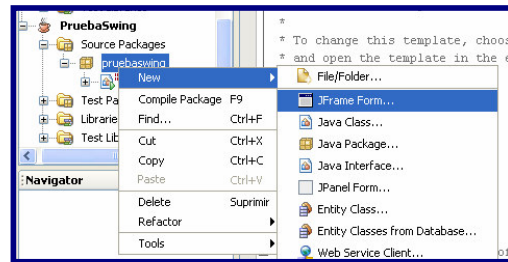 PruebaSwing
Source Packages
pruebaswing
Test Pa
Librarie
Test Lib
Navigator
*
* To change this template, choos
* and open the template in the e
New
Compile Package F9
Find... Ctrl+F
Cut Ctrl+X
Copy Ctrl+C
Paste Ctrl+V
Delete Suprimir
Refactor
Tools
File/Folder...
JFrame Form...
Java Class...
Java Package...
Java Interface...
JPanel Form...
Entity Class...
Entity Classes from Database...
Web Service Client...